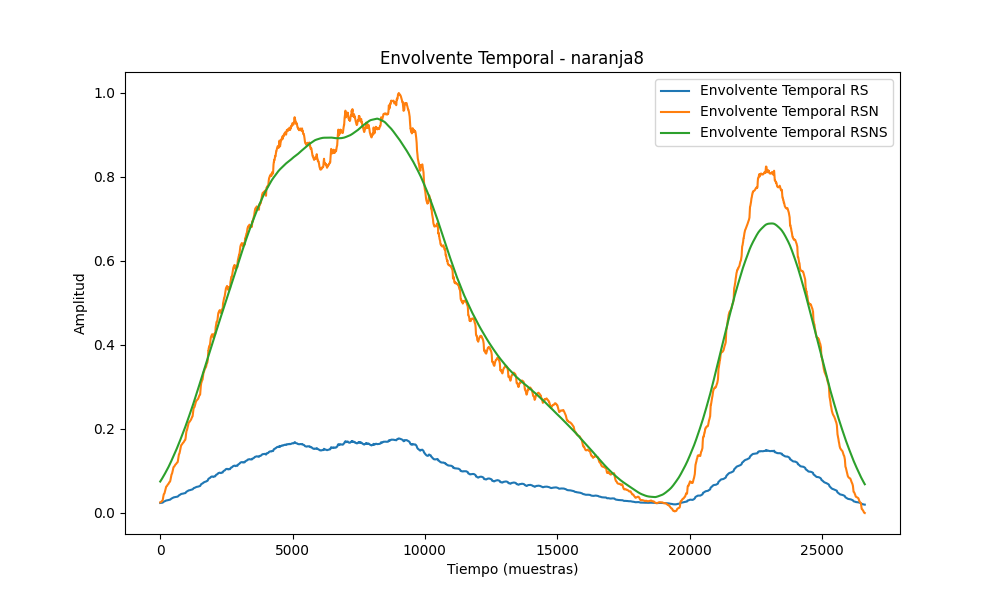 Envolvente Temporal - naranja8
Envolvente Temporal RS
Envolvente Temporal RSN
Envolvente Temporal RSNS
Amplitud
1.0
0.8
0.6
0.4
0.2
0.0
0 5000 10000 15000 20000 25000
Tiempo (muestras)